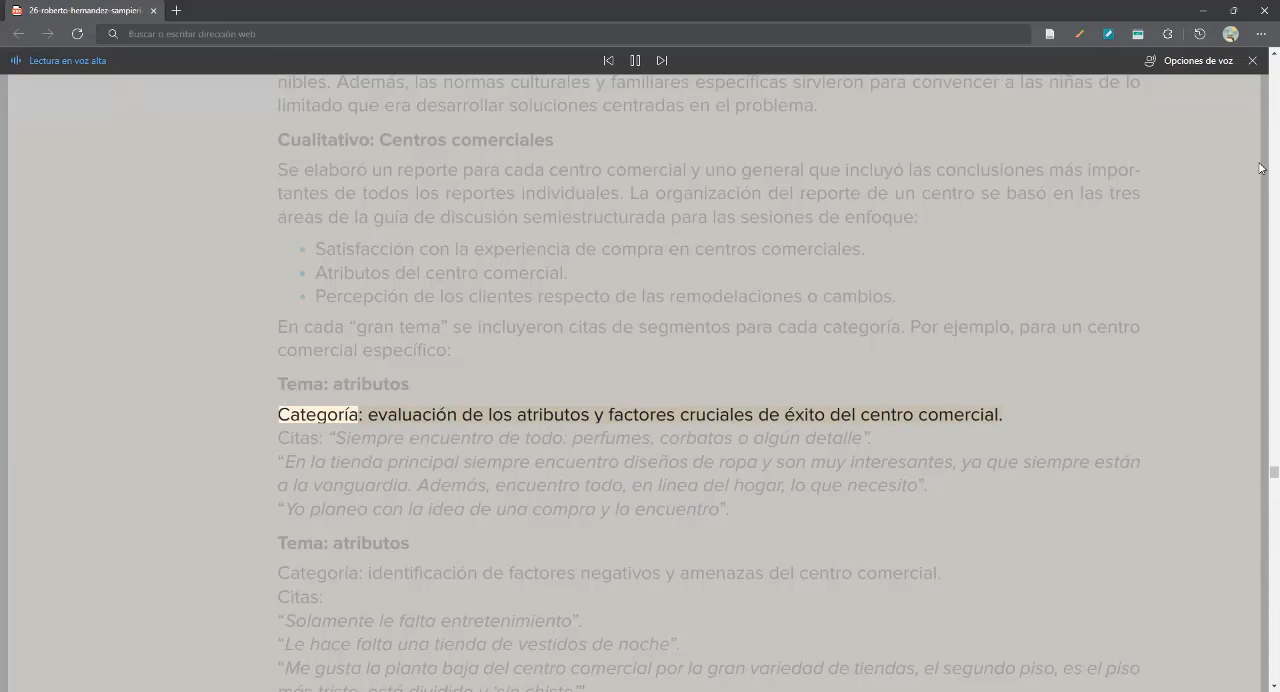 26-roberto-hernandez-sampieri
Buscar o escribir dirección web
Lectura en voz alta
Opciones de voz
nibles. Además, las normas culturales y familiares específicas sirvieron para convencer a las niñas de lo
limitado que era desarrollar soluciones centradas en el problema.
Cualitativo: Centros comerciales
Se elaboró un reporte para cada centro comercial y uno general que incluyó las conclusiones más impor-
tantes de todos los reportes individuales. La organización del reporte de un centro se basó en las tres
áreas de la guía de discusión semiestructurada para las sesiones de enfoque:
• Satisfacción con la experiencia de compra en centros comerciales.
• Atributos del centro comercial.
• Percepción de los clientes respecto de las remodelaciones o cambios.
En cada “gran tema” se incluyeron citas de segmentos para cada categoría. Por ejemplo, para un centro
comercial específico:
Tema: atributos
Categoría: evaluación de los atributos y factores cruciales de éxito del centro comercial.
Citas: “Siempre encuentro de todo: perfumes, corbatas o algún detalle”.
“En la tienda principal siempre encuentro diseños de ropa y son muy interesantes, ya que siempre están
a la vanguardia. Además, encuentro todo, en línea del hogar, lo que necesito”.
“Yo planeo con la idea de una compra y la encuentro”.
Tema: atributos
Categoría: identificación de factores negativos y amenazas del centro comercial.
Citas:
“Solamente le falta entretenimiento”.
“Le hace falta una tienda de vestidos de noche”.
“Me gusta la planta baja del centro comercial por la gran variedad de tiendas, el segundo piso, es el piso
más triste, está dividido y ‘sin chiste’”